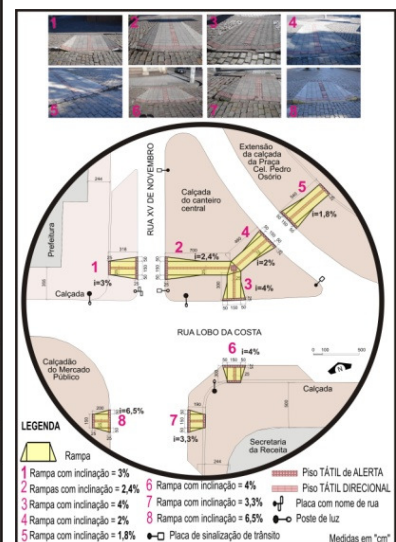 1
2
3
4
5
6
7
8
Extensão
da calçada
da Praça
Cel. Pedro
Osório
RUA XV DE NOVEMBRO
Calçada
do canteiro
central
Prefeitura
5
i=1,8%
4
2
i=2,4%
i=2%
1
3
i=4%
i=3%
Calçada
RUA LOBO DA COSTA
6
i=4%
N
Calçadão
do Mercado
Público
Calçada
i=6,5%
8
7
i=3,3%
Secretaria
da Receita
244
LEGENDA
Rampa
1 Rampa com inclinação = 3%
2 Rampas com inclinação = 2,4%
3 Rampa com inclinação = 4%
4 Rampa com inclinação = 2%
5 Rampa com inclinação = 1,8%
6 Rampa com inclinação = 4%
7 Rampa com inclinação = 3,3%
8 Rampa com inclinação = 6,5%
Placa de sinalização de trânsito
Piso TÁTIL de ALERTA
Piso TÁTIL DIRECIONAL
Placa com nome de rua
Poste de luz
Medidas em "cm"